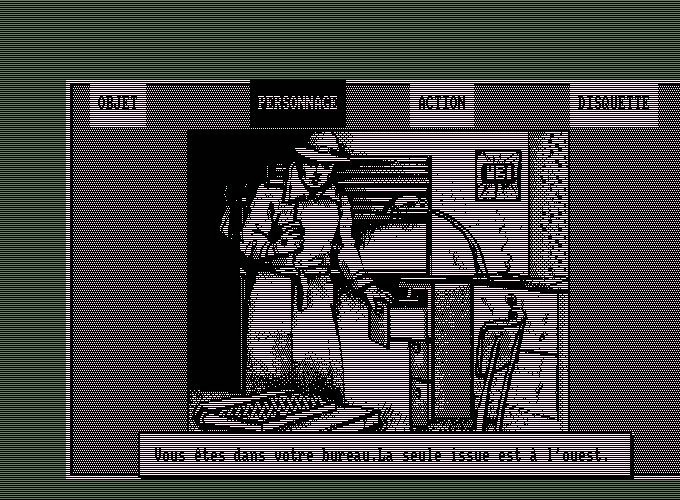 OBJET PERSONNAGE ACTION DISQUETTE
Vous êtes dans votre bureau.La seule issue est à l'ouest.